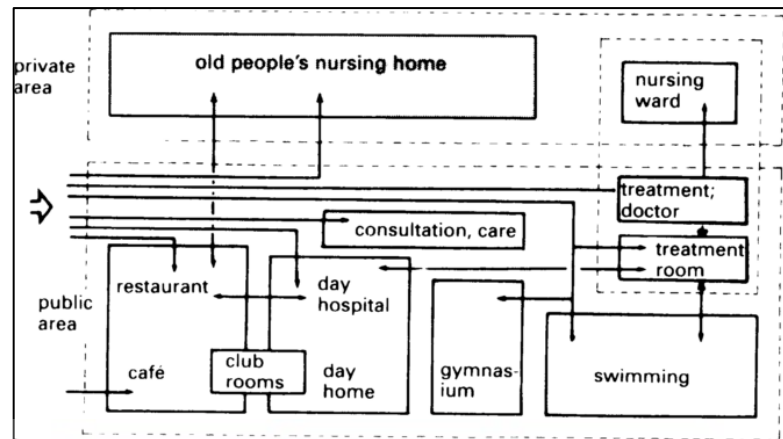 private
area
old people's nursing home
nursing
ward
treatment;
doctor
consultation, care
treatment
room
public
area
restaurant
day
hospital
café
club
rooms
day
home
gymnas-
ium
swimming